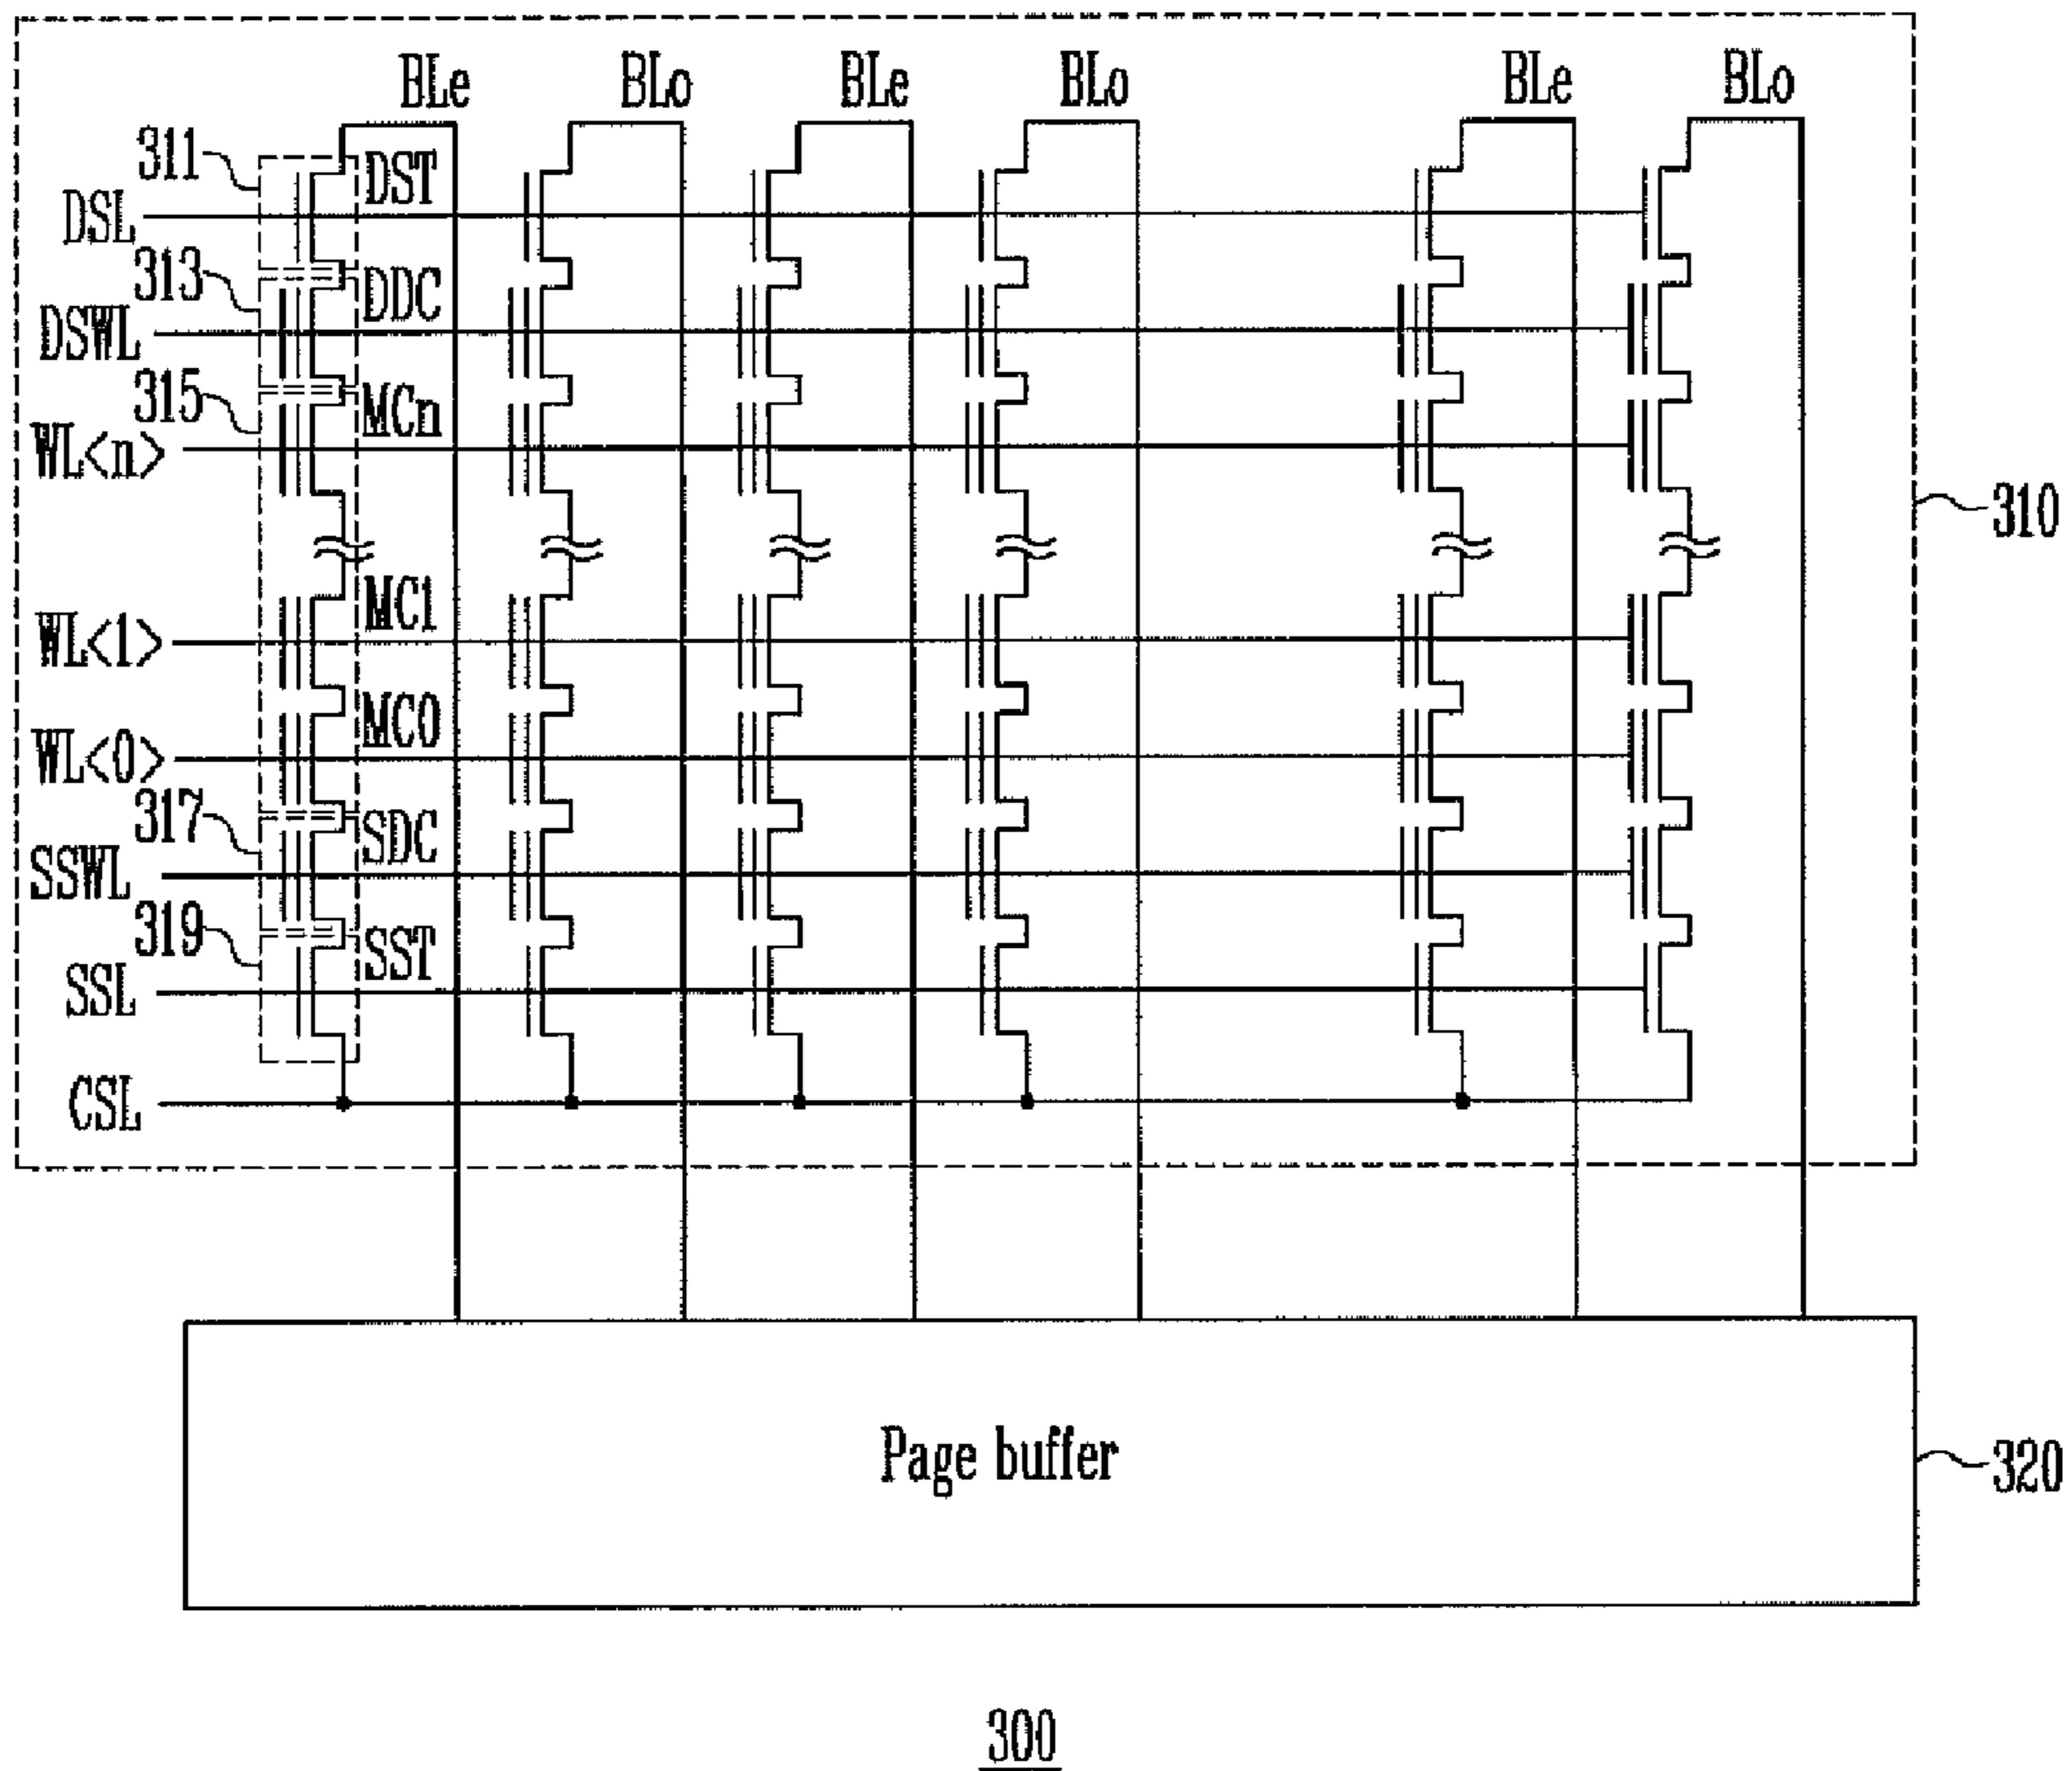 BLe BLo BLe BLo BLe BLo
311 DST
DSL
313 DDC
DSWL
315 MCn
WL<n>
310
MC1
WL<1>
MC0
WL<0>
317 SDC
SSWL
319 SST
SSL
CSL
Page buffer
320
300